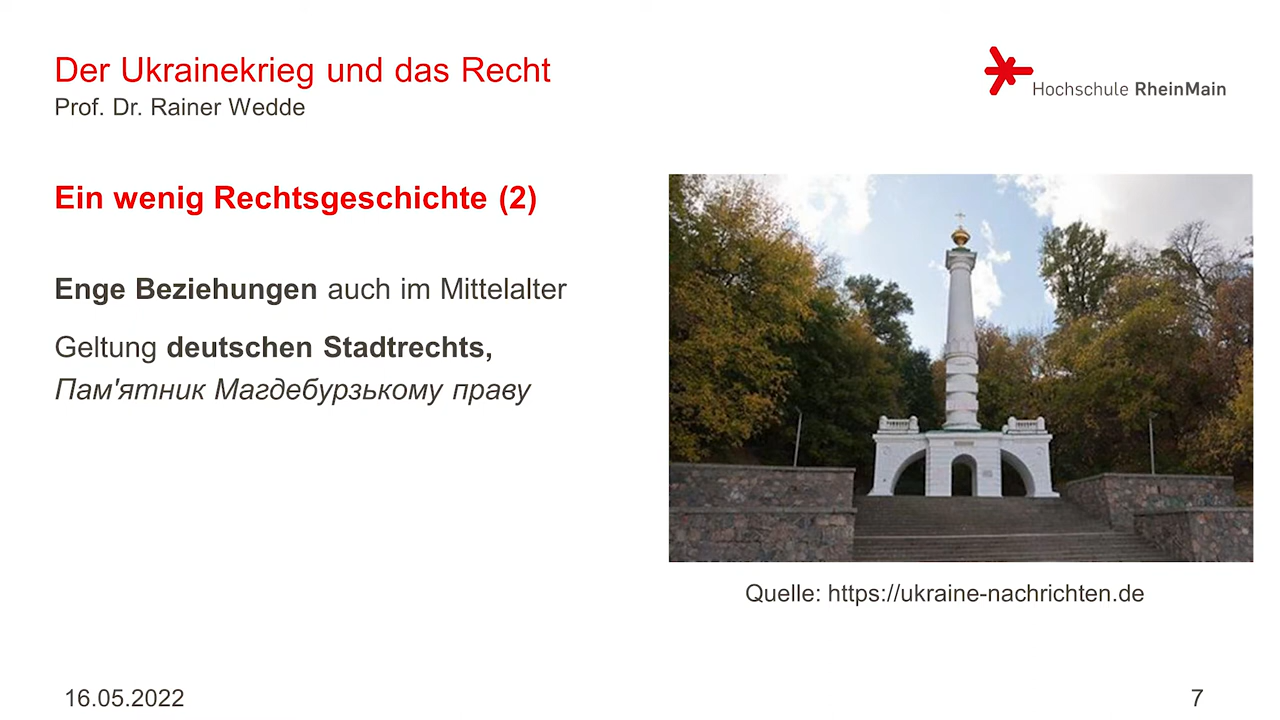 Der Ukrainekrieg und das Recht
Prof. Dr. Rainer Wedde
Hochschule RheinMain
Ein wenig Rechtsgeschichte (2)
Enge Beziehungen auch im Mittelalter
Geltung deutschen Stadtrechts,
Пам'ятник Магдебурзькому праву
Quelle: https://ukraine-nachrichten.de
16.05.2022
7